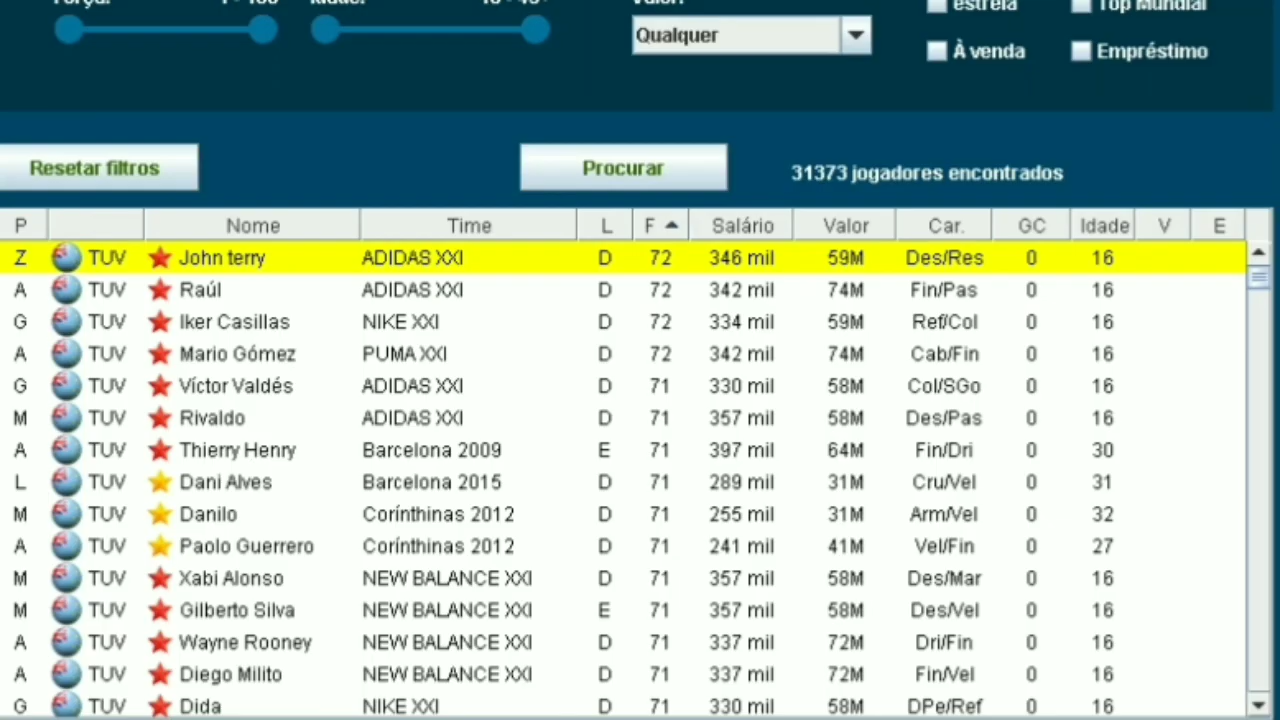 Força: 1 - 100 Idade: Valor: estrela Top Mundial
Qualquer À venda Empréstimo
Resetar filtros Procurar 31373 jogadores encontrados
P Nome Time L F Salário Valor Car. GC Idade V E
Z TUV John terry ADIDAS XXI D 72 346 mil 59M Des/Res 0 16
A TUV Raúl ADIDAS XXI D 72 342 mil 74M Fin/Pas 0 16
G TUV Iker Casillas NIKE XXI D 72 334 mil 59M Ref/Col 0 16
A TUV Mario Gómez PUMA XXI D 72 342 mil 74M Cab/Fin 0 16
G TUV Víctor Valdés ADIDAS XXI D 71 330 mil 58M Col/SGo 0 16
M TUV Rivaldo ADIDAS XXI D 71 357 mil 58M Des/Pas 0 16
A TUV Thierry Henry Barcelona 2009 E 71 397 mil 64M Fin/Dri 0 30
L TUV Dani Alves Barcelona 2015 D 71 289 mil 31M Cru/Vel 0 31
M TUV Danilo Corínthinas 2012 D 71 255 mil 31M Arm/Vel 0 32
A TUV Paolo Guerrero Corínthinas 2012 D 71 241 mil 41M Vel/Fin 0 27
M TUV Xabi Alonso NEW BALANCE XXI D 71 357 mil 58M Des/Mar 0 16
M TUV Gilberto Silva NEW BALANCE XXI E 71 357 mil 58M Des/Vel 0 16
A TUV Wayne Rooney NEW BALANCE XXI D 71 337 mil 72M Dri/Fin 0 16
A TUV Diego Milito NEW BALANCE XXI D 71 337 mil 72M Fin/Vel 0 16
G TUV Dida NIKE XXI D 71 330 mil 58M DPe/Ref 0 16